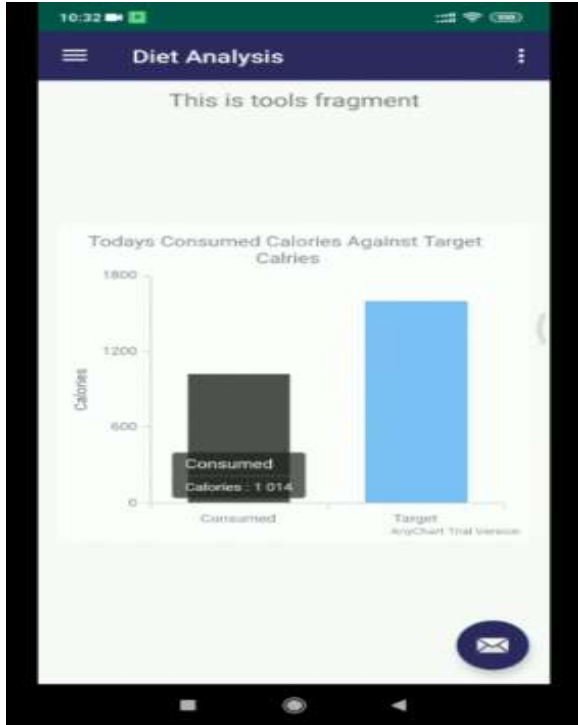 10:32
Diet Analysis
This is tools fragment
Todays Consumed Calories Against Target
Calries
1800
1200
600
0
Calories
Consumed
Calories : 1 014
Consumed
Target
AnyChart Trial Version